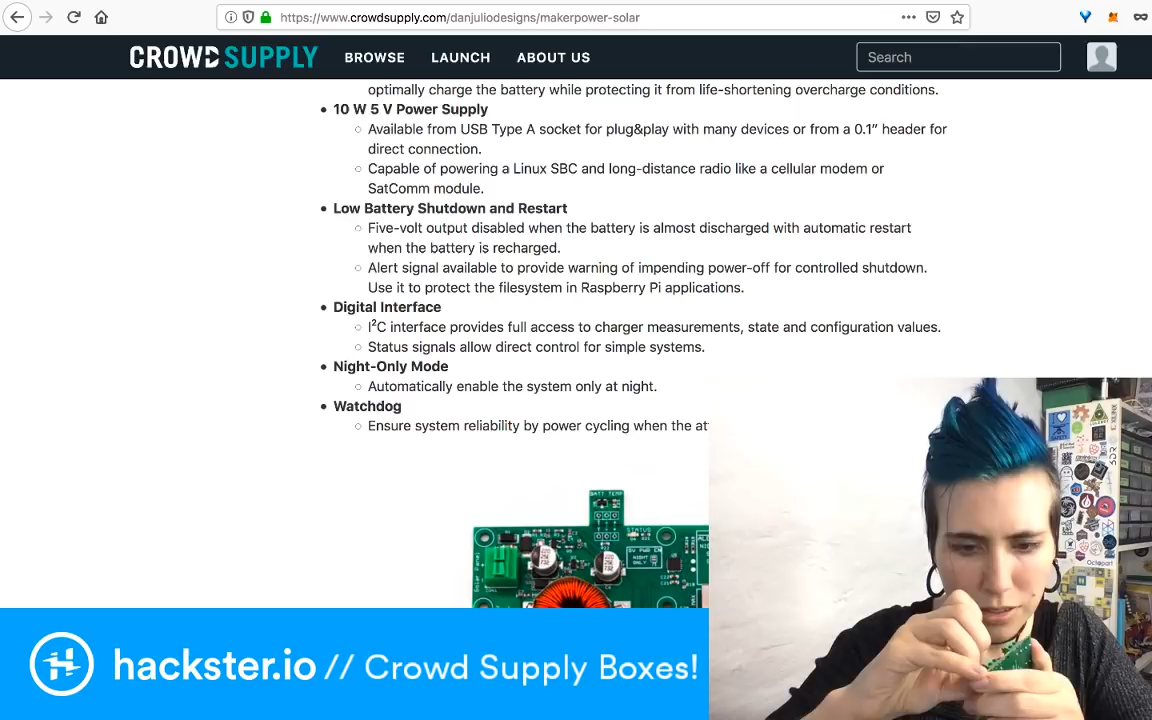 https://www.crowdsupply.com/danjuliodesigns/makerpower-solar
CROWD SUPPLY BROWSE LAUNCH ABOUT US Search
optimally charge the battery while protecting it from life-shortening overcharge conditions.
• 10 W 5 V Power Supply
○ Available from USB Type A socket for plug&play with many devices or from a 0.1” header for
direct connection.
○ Capable of powering a Linux SBC and long-distance radio like a cellular modem or
SatComm module.
• Low Battery Shutdown and Restart
○ Five-volt output disabled when the battery is almost discharged with automatic restart
when the battery is recharged.
○ Alert signal available to provide warning of impending power-off for controlled shutdown.
Use it to protect the filesystem in Raspberry Pi applications.
• Digital Interface
○ I²C interface provides full access to charger measurements, state and configuration values.
○ Status signals allow direct control for simple systems.
• Night-Only Mode
○ Automatically enable the system only at night.
• Watchdog
○ Ensure system reliability by power cycling when the at
BATT TEMP
STATUS
Octopart
hackster.io // Crowd Supply Boxes!